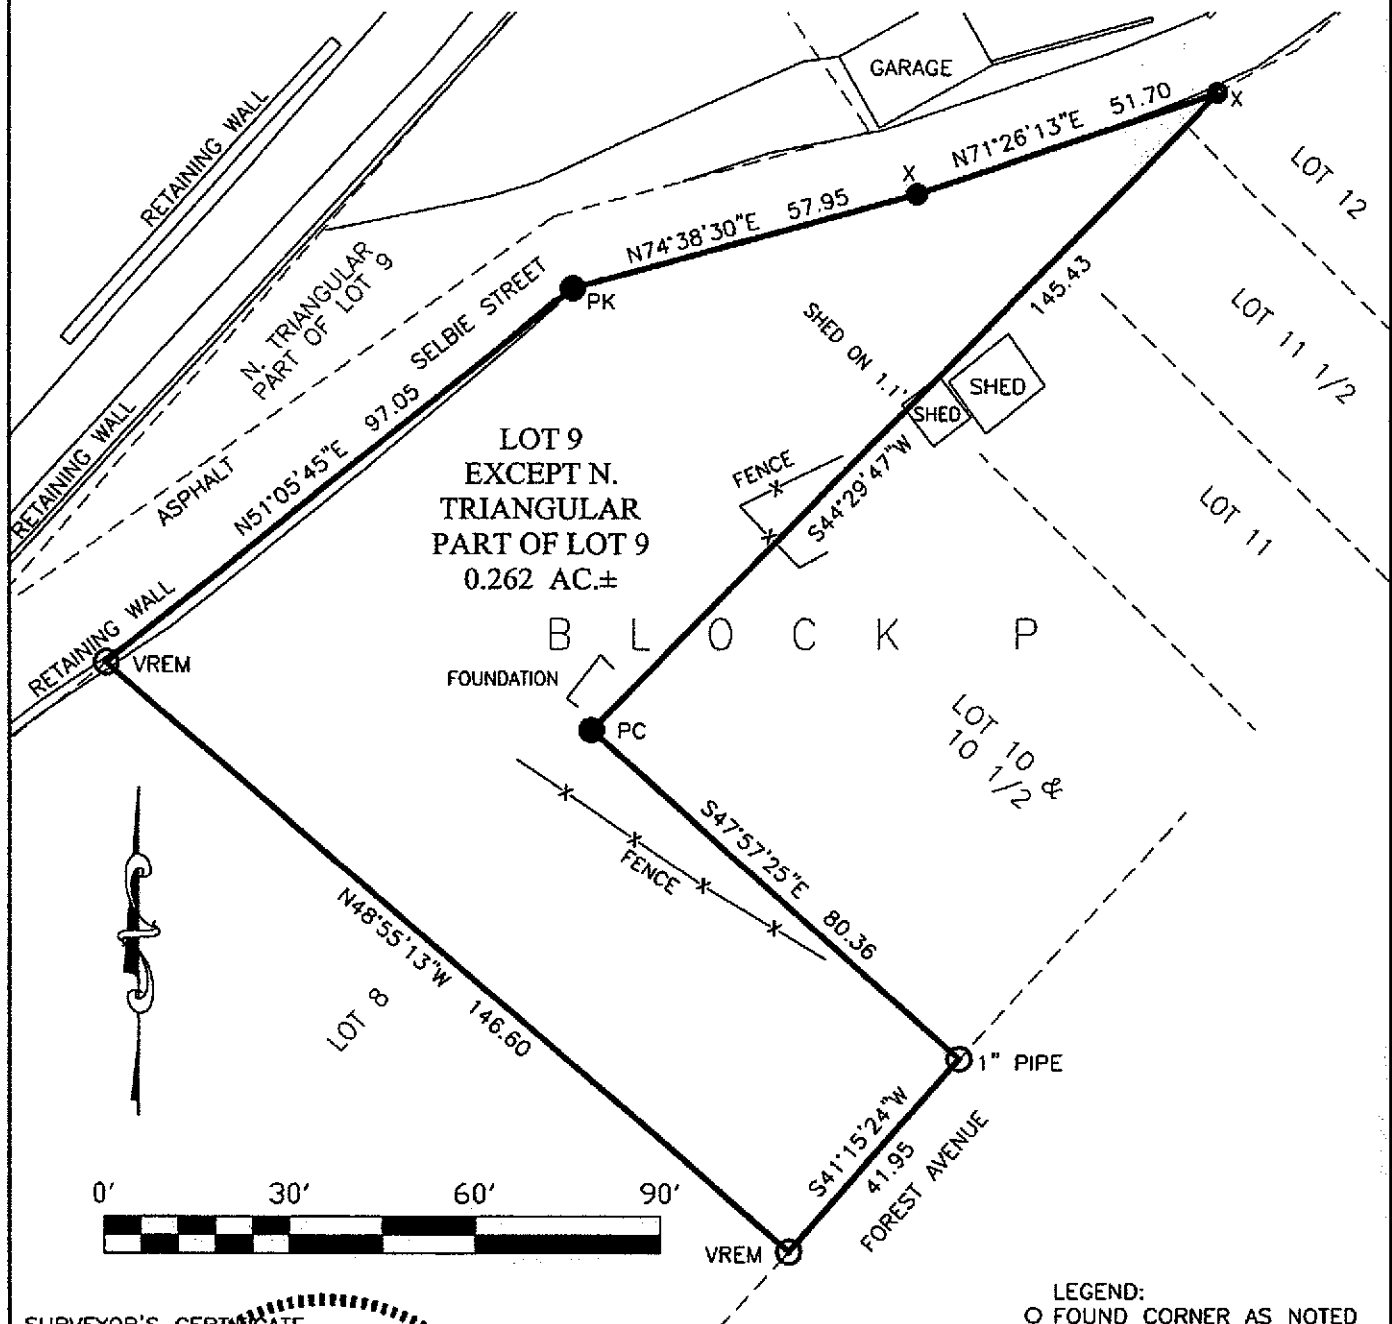 GARAGE
RETAINING WALL
N71°26'13"E 51.70
X
X
LOT 12
N74°38'30"E 57.95
N. TRIANGULAR
PART OF LOT 9
SELBIE STREET
PK
145.43
LOT 11 1/2
SHED ON 1.1'
SHED
SHED
N51°05'45"E 97.05
RETAINING WALL
ASPHALT
LOT 9
EXCEPT N.
TRIANGULAR
PART OF LOT 9
0.262 AC.±
FENCE
X
X
S44°29'47"W
LOT 11
RETAINING WALL
VREM
BLOCK P
FOUNDATION
PC
LOT 10 &
10 1/2
X
X
FENCE
X
X
S47°57'25"E 80.36
N48°55'13"W 146.60
LOT 8
1" PIPE
S41°15'24"W
41.95
FOREST AVENUE
0' 30' 60' 90'
VREM
LEGEND:
O FOUND CORNER AS NOTED